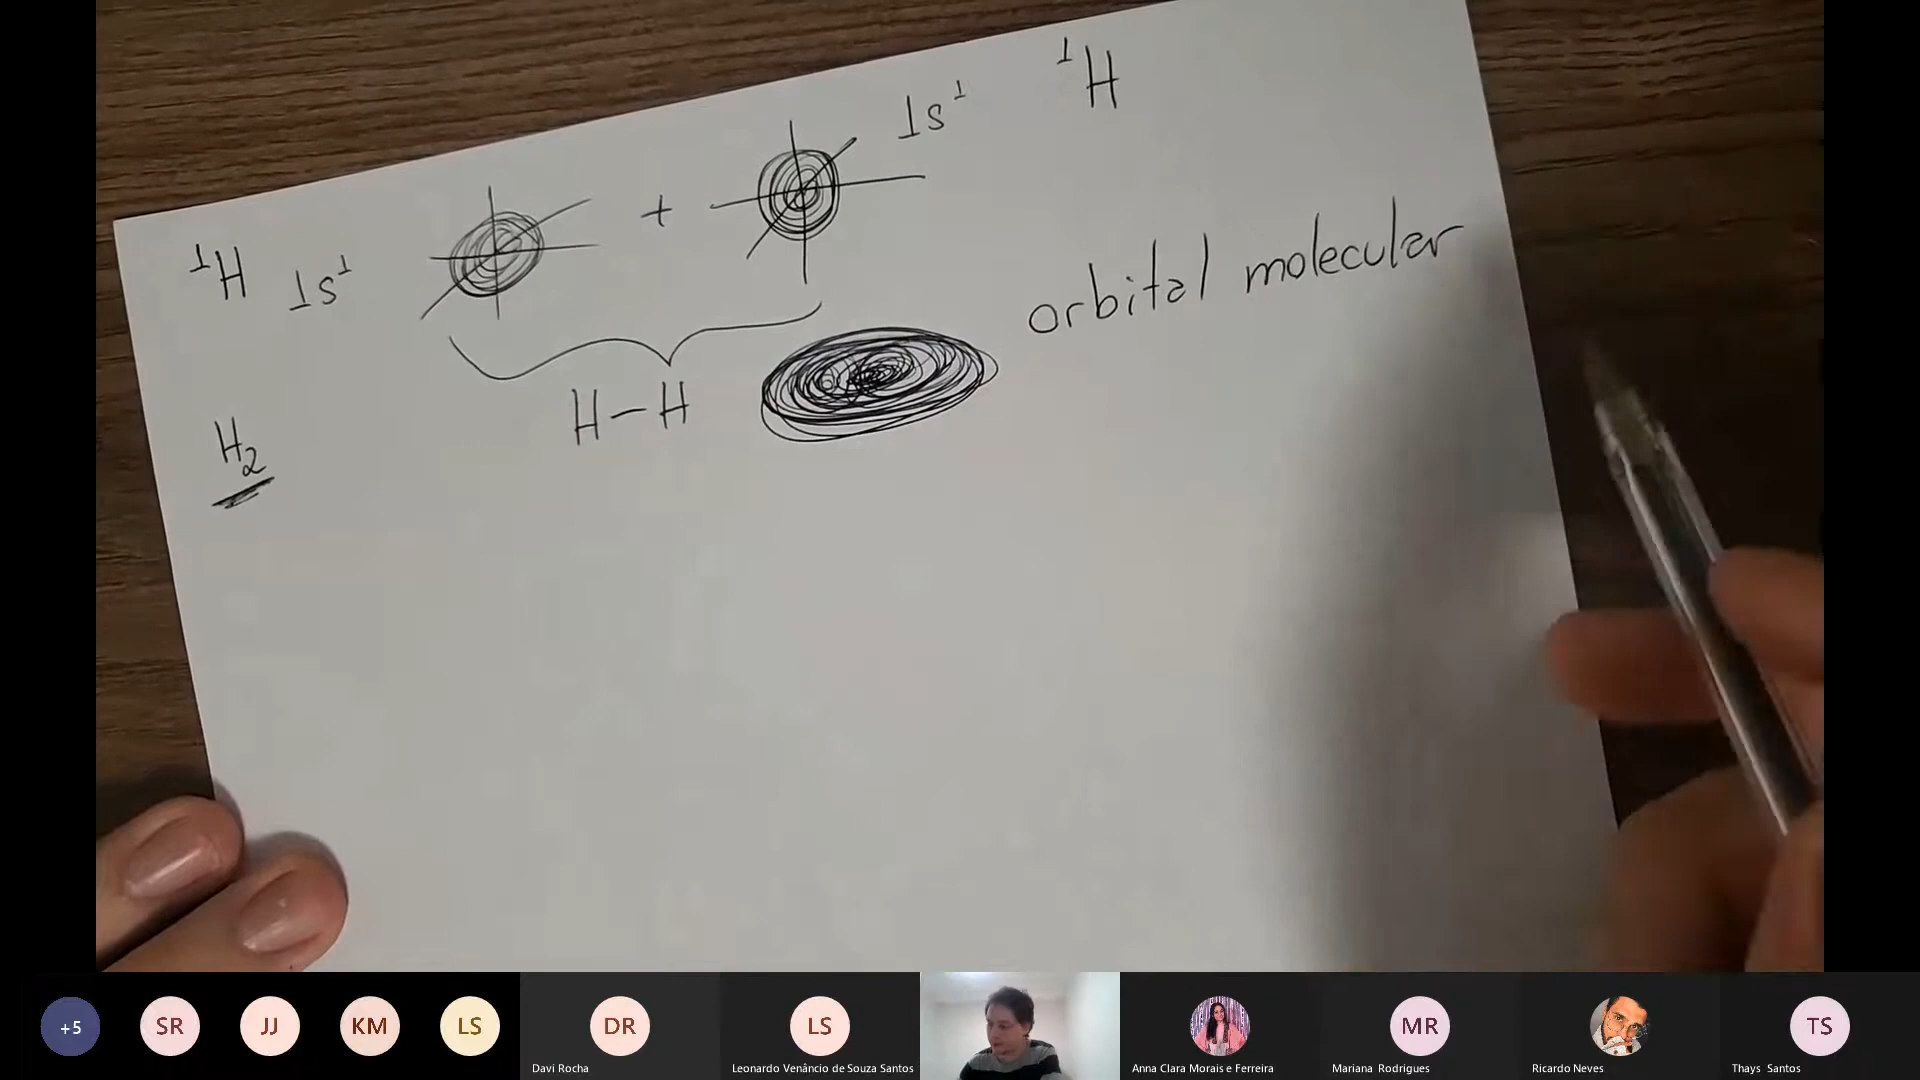 ¹H
1s¹
+
1s¹
¹H
orbital molecular
H–H
H₂
+5
SR
JJ
KM
LS
DR
Davi Rocha
LS
Leonardo Venâncio de Souza Santos
Anna Clara Morais e Ferreira
MR
Mariana Rodrigues
Ricardo Neves
TS
Thays Santos